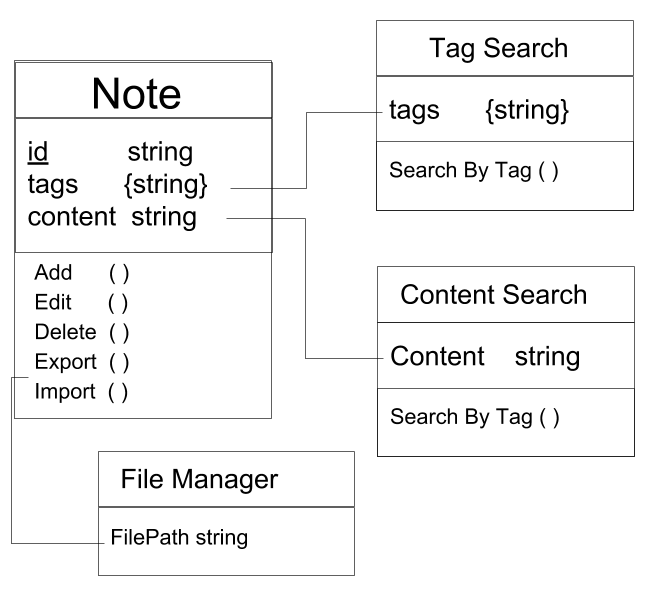 Note
id string
tags {string}
content string
Add ( )
Edit ( )
Delete ( )
Export ( )
Import ( )
Tag Search
tags {string}
Search By Tag ( )
Content Search
Content string
Search By Tag ( )
File Manager
FilePath string